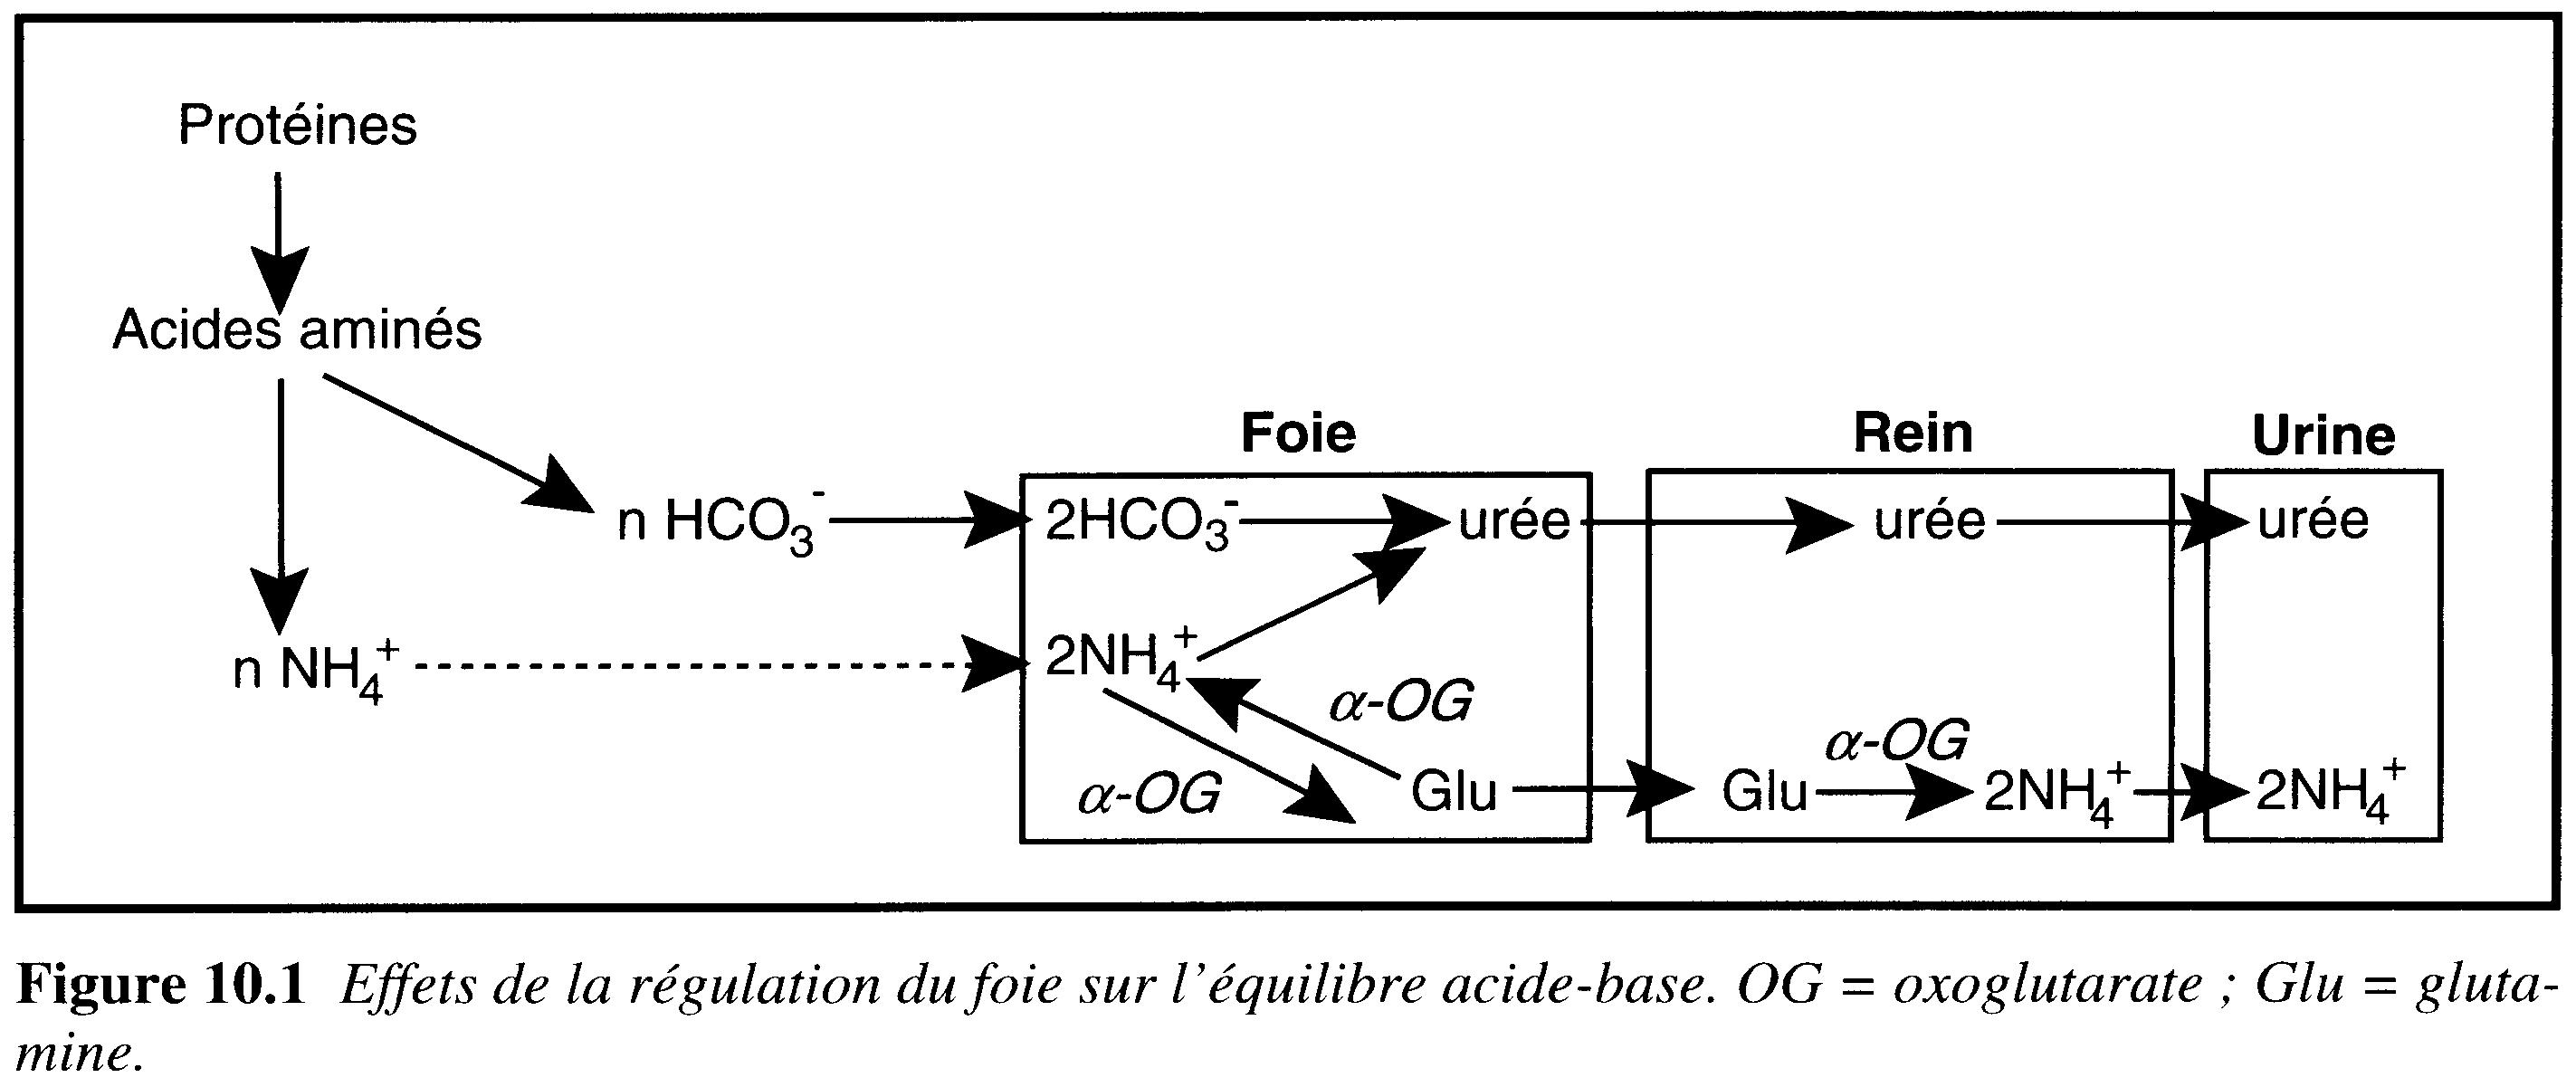 Protéines
Acides aminés
Foie
Rein
Urine
n HCO₃⁻
2HCO₃⁻
urée
urée
urée
n NH₄⁺
2NH₄⁺
α-OG
α-OG
Glu
Glu
α-OG
2NH₄⁺
2NH₄⁺
Figure 10.1 Effets de la régulation du foie sur l'équilibre acide-base. OG = oxoglutarate ; Glu = gluta-
mine.